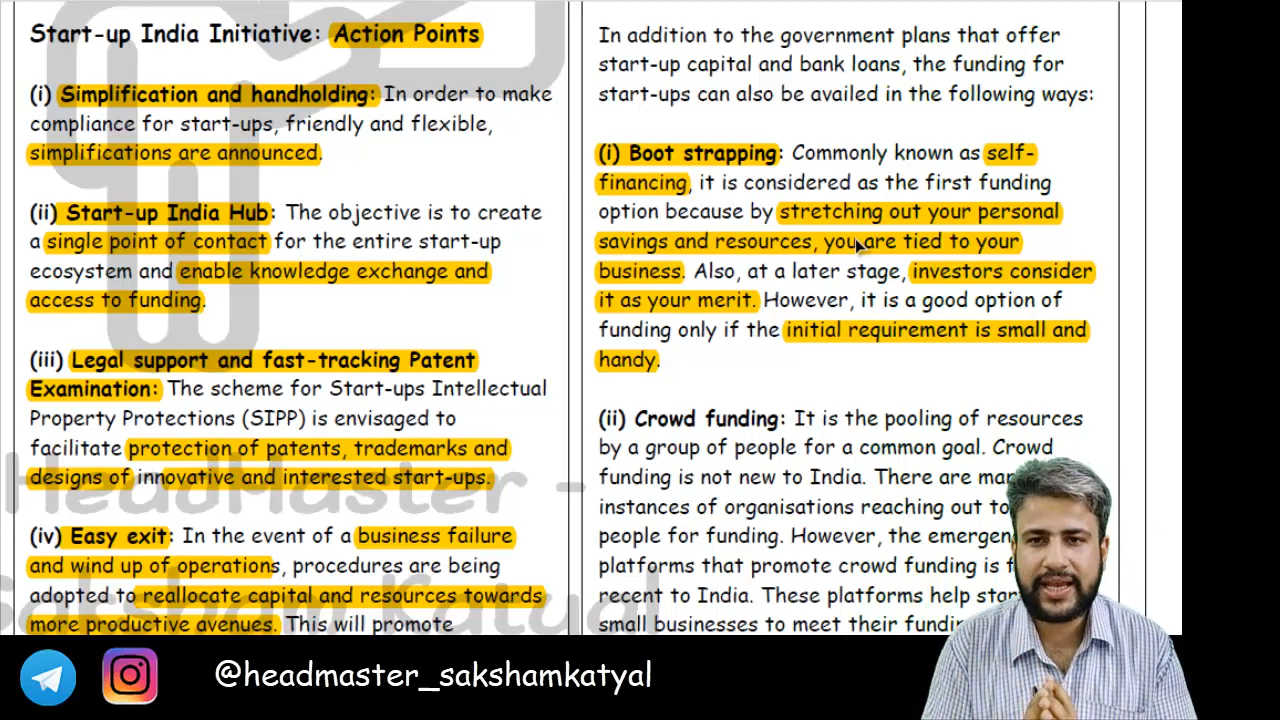 Start-up India Initiative: Action Points
(i) Simplification and handholding: In order to make
compliance for start-ups, friendly and flexible,
simplifications are announced.
(ii) Start-up India Hub: The objective is to create
a single point of contact for the entire start-up
ecosystem and enable knowledge exchange and
access to funding.
(iii) Legal support and fast-tracking Patent
Examination: The scheme for Start-ups Intellectual
Property Protections (SIPP) is envisaged to
facilitate protection of patents, trademarks and
designs of innovative and interested start-ups.
(iv) Easy exit: In the event of a business failure
and wind up of operations, procedures are being
adopted to reallocate capital and resources towards
more productive avenues. This will promote
In addition to the government plans that offer
start-up capital and bank loans, the funding for
start-ups can also be availed in the following ways:
(i) Boot strapping: Commonly known as self-
financing, it is considered as the first funding
option because by stretching out your personal
savings and resources, you are tied to your
business. Also, at a later stage, investors consider
it as your merit. However, it is a good option of
funding only if the initial requirement is small and
handy.
(ii) Crowd funding: It is the pooling of resources
by a group of people for a common goal. Crowd
funding is not new to India. There are
instances of organisations reaching out to
people for funding. However, the
platforms that promote crowd funding is
recent to India. These platforms help
small businesses to meet their
HeadMaster -
Saksham Katyal
@headmaster_sakshamkatyal